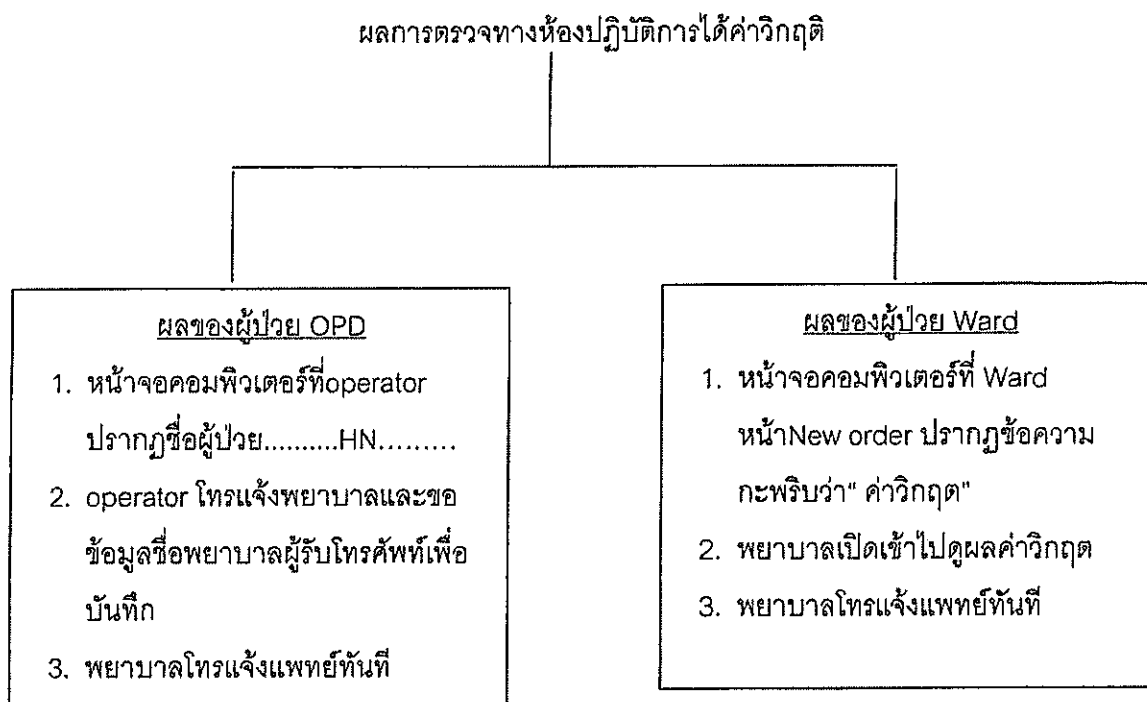 ผลการตรวจทางห้องปฏิบัติการได้ค่าวิกฤติ
ผลของผู้ป่วย OPD
1. หน้าจอคอมพิวเตอร์ที่operator
ปรากฏชื่อผู้ป่วย..........HN.........
2. operator โทรแจ้งพยาบาลและขอ
ข้อมูลชื่อพยาบาลผู้รับโทรศัพท์เพื่อ
บันทึก
3. พยาบาลโทรแจ้งแพทย์ทันที
ผลของผู้ป่วย Ward
1. หน้าจอคอมพิวเตอร์ที่ Ward
หน้าNew order ปรากฏข้อความ
กะพริบว่า" ค่าวิกฤต"
2. พยาบาลเปิดเข้าไปดูผลค่าวิกฤต
3. พยาบาลโทรแจ้งแพทย์ทันที